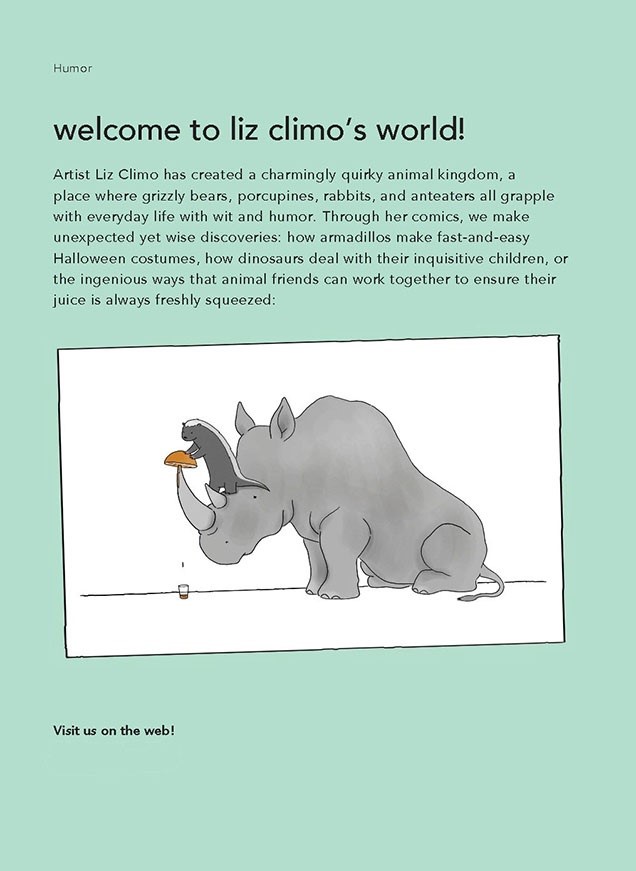 Humor
welcome to liz climo’s world!
Artist Liz Climo has created a charmingly quirky animal kingdom, a
place where grizzly bears, porcupines, rabbits, and anteaters all grapple
with everyday life with wit and humor. Through her comics, we make
unexpected yet wise discoveries: how armadillos make fast-and-easy
Halloween costumes, how dinosaurs deal with their inquisitive children, or
the ingenious ways that animal friends can work together to ensure their
juice is always freshly squeezed:
Visit us on the web!